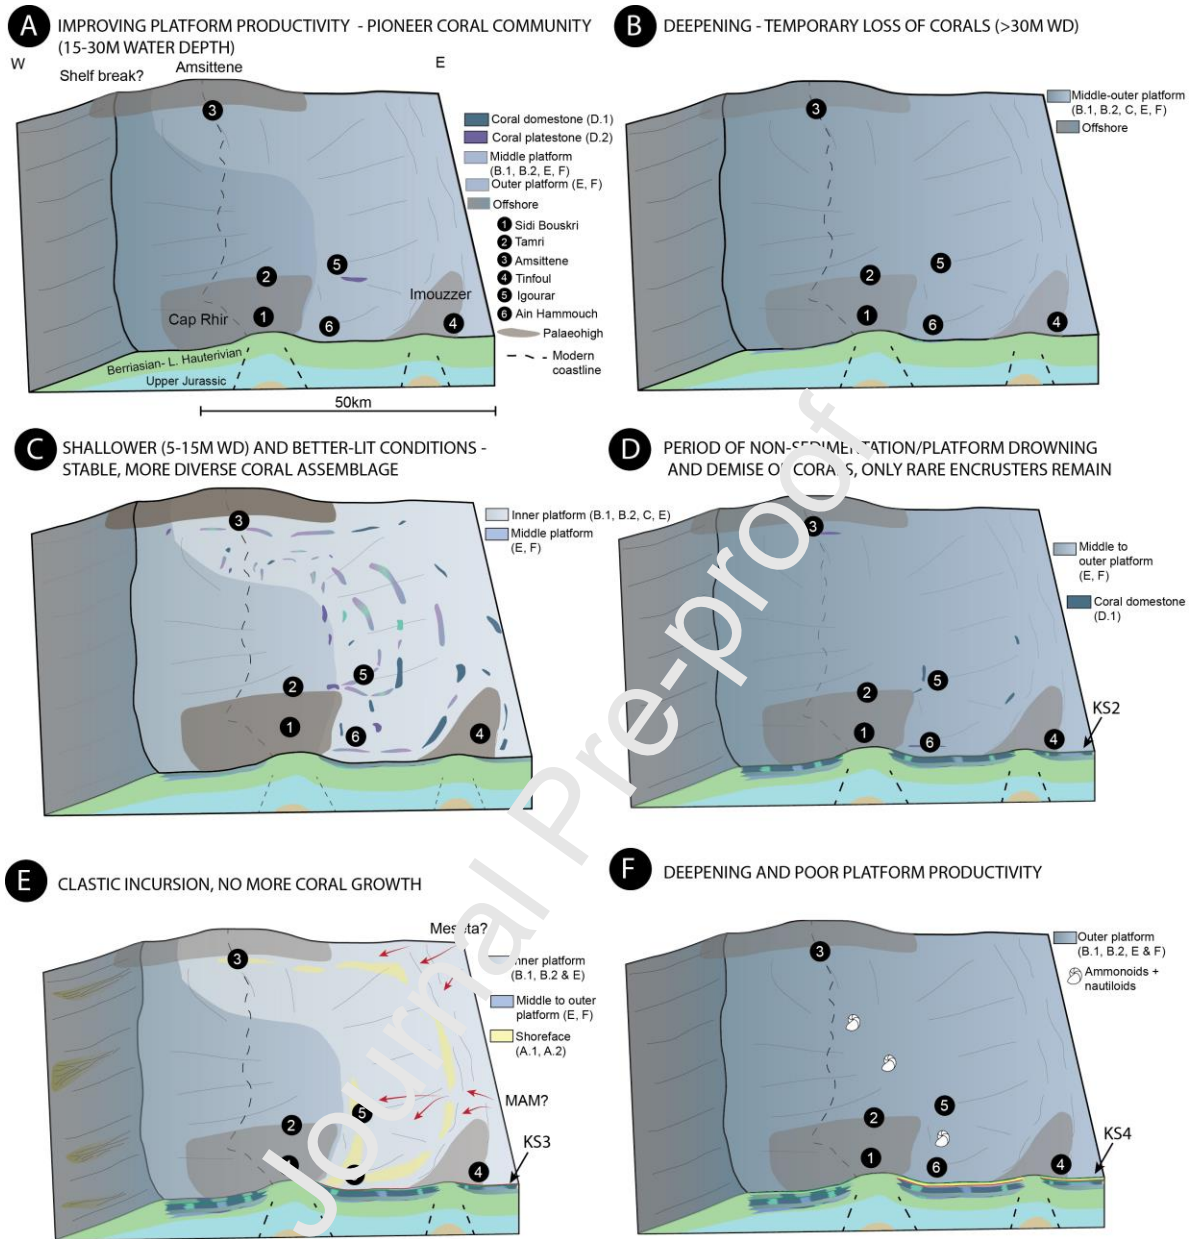 A IMPROVING PLATFORM PRODUCTIVITY - PIONEER CORAL COMMUNITY
(15-30M WATER DEPTH)
W
Shelf break?
Amsittene
E
3
2
5
1
6
4
Cap Rhir
Imouzzer
Berriasian- L. Hauterivian
Upper Jurassic
50km
Coral domestone (D.1)
Coral platestone (D.2)
Middle platform
(B.1, B.2, E, F)
Outer platform (E, F)
Offshore
1 Sidi Bouskri
2 Tamri
3 Amsittene
4 Tinfoul
5 Igourar
6 Ain Hammouch
Palaeohigh
Modern
coastline
B DEEPENING - TEMPORARY LOSS OF CORALS (>30M WD)
3
2
5
1
6
4
Middle-outer platform
(B.1, B.2, C, E, F)
Offshore
C SHALLOWER (5-15M WD) AND BETTER-LIT CONDITIONS -
STABLE, MORE DIVERSE CORAL ASSEMBLAGE
3
2
5
1
6
4
Inner platform (B.1, B.2, C, E)
Middle platform
(E, F)
D PERIOD OF NON-SEDIMENTATION/PLATFORM DROWNING
AND DEMISE OF CORALS, ONLY RARE ENCRUSTERS REMAIN
3
2
5
1
6
4
KS2
Middle to
outer platform
(E, F)
Coral domestone
(D.1)
E CLASTIC INCURSION, NO MORE CORAL GROWTH
Meseta?
3
2
5
4
MAM?
KS3
Inner platform
(B.1, B.2 & E)
Middle to outer
platform (E, F)
Shoreface
(A.1, A.2)
F DEEPENING AND POOR PLATFORM PRODUCTIVITY
3
2
5
1
6
4
KS4
Outer platform
(B.1, B.2, E & F)
Ammonoids +
nautiloids
Journal Pre-proof